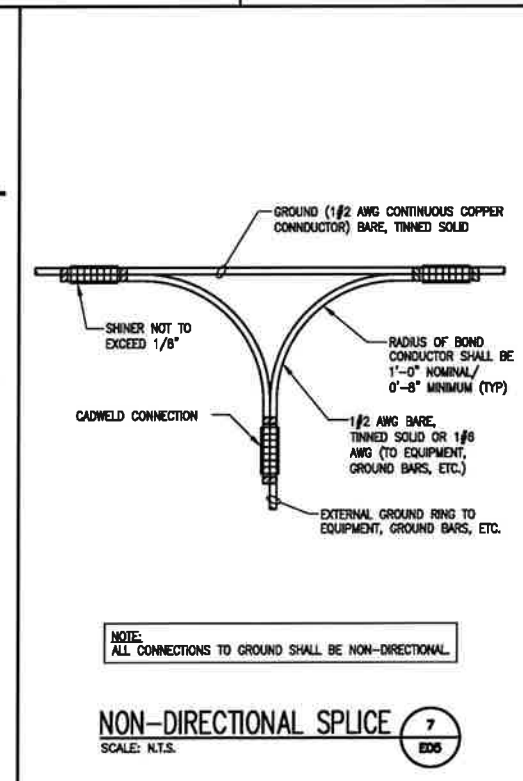 GROUND (1#2 AWG CONTINUOUS COPPER
CONNDUCTOR) BARE, TINNED SOLID
SHINER NOT TO
EXCEED 1/8"
RADIUS OF BOND
CONDUCTOR SHALL BE
1'-0" NOMINAL/
0'-8" MINIMUM (TYP)
CADWELD CONNECTION
1#2 AWG BARE,
TINNED SOLID OR 1#6
AWG (TO EQUIPMENT,
GROUND BARS, ETC.)
EXTERNAL GROUND RING TO
EQUIPMENT, GROUND BARS, ETC.
NOTE:
ALL CONNECTIONS TO GROUND SHALL BE NON-DIRECTIONAL
NON-DIRECTIONAL SPLICE
SCALE: N.T.S.
7
E05